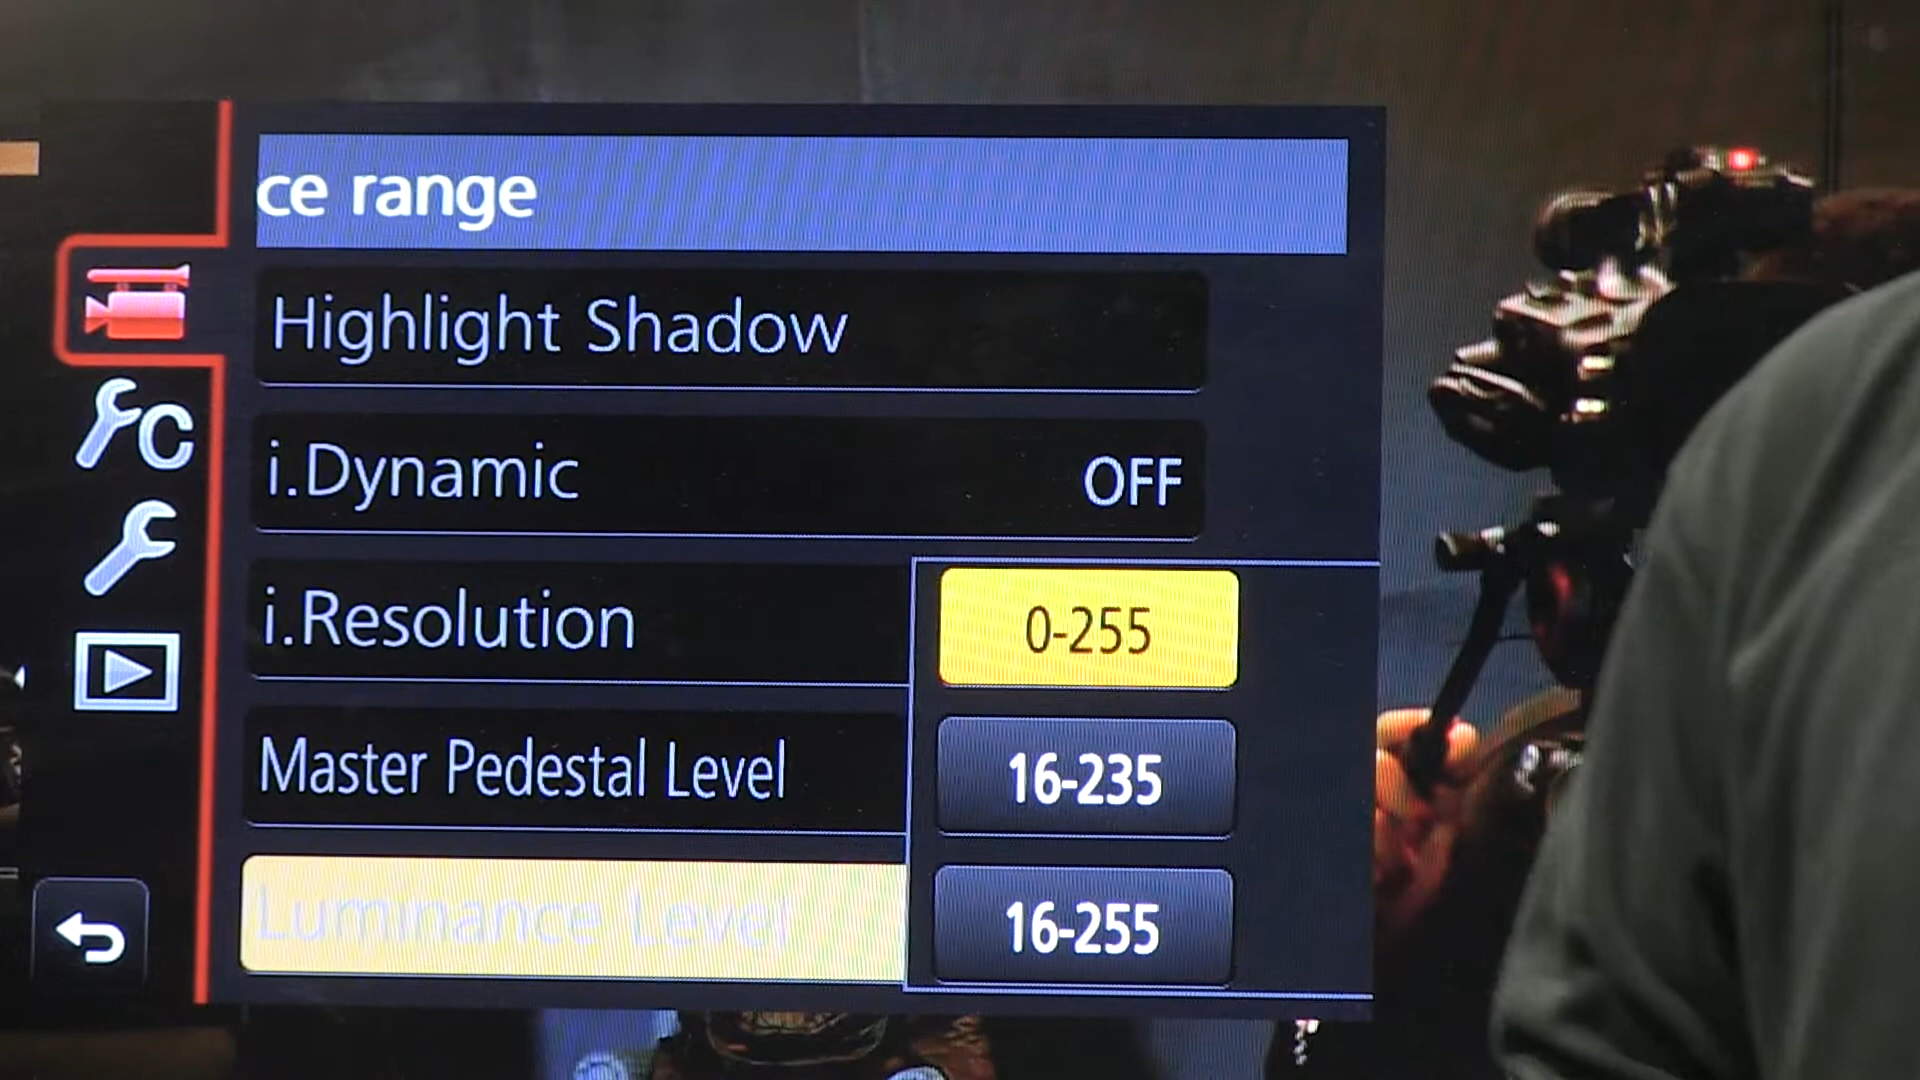 ce range
Highlight Shadow
i.Dynamic OFF
i.Resolution
0-255
Master Pedestal Level
16-235
Luminance Level
16-255
C